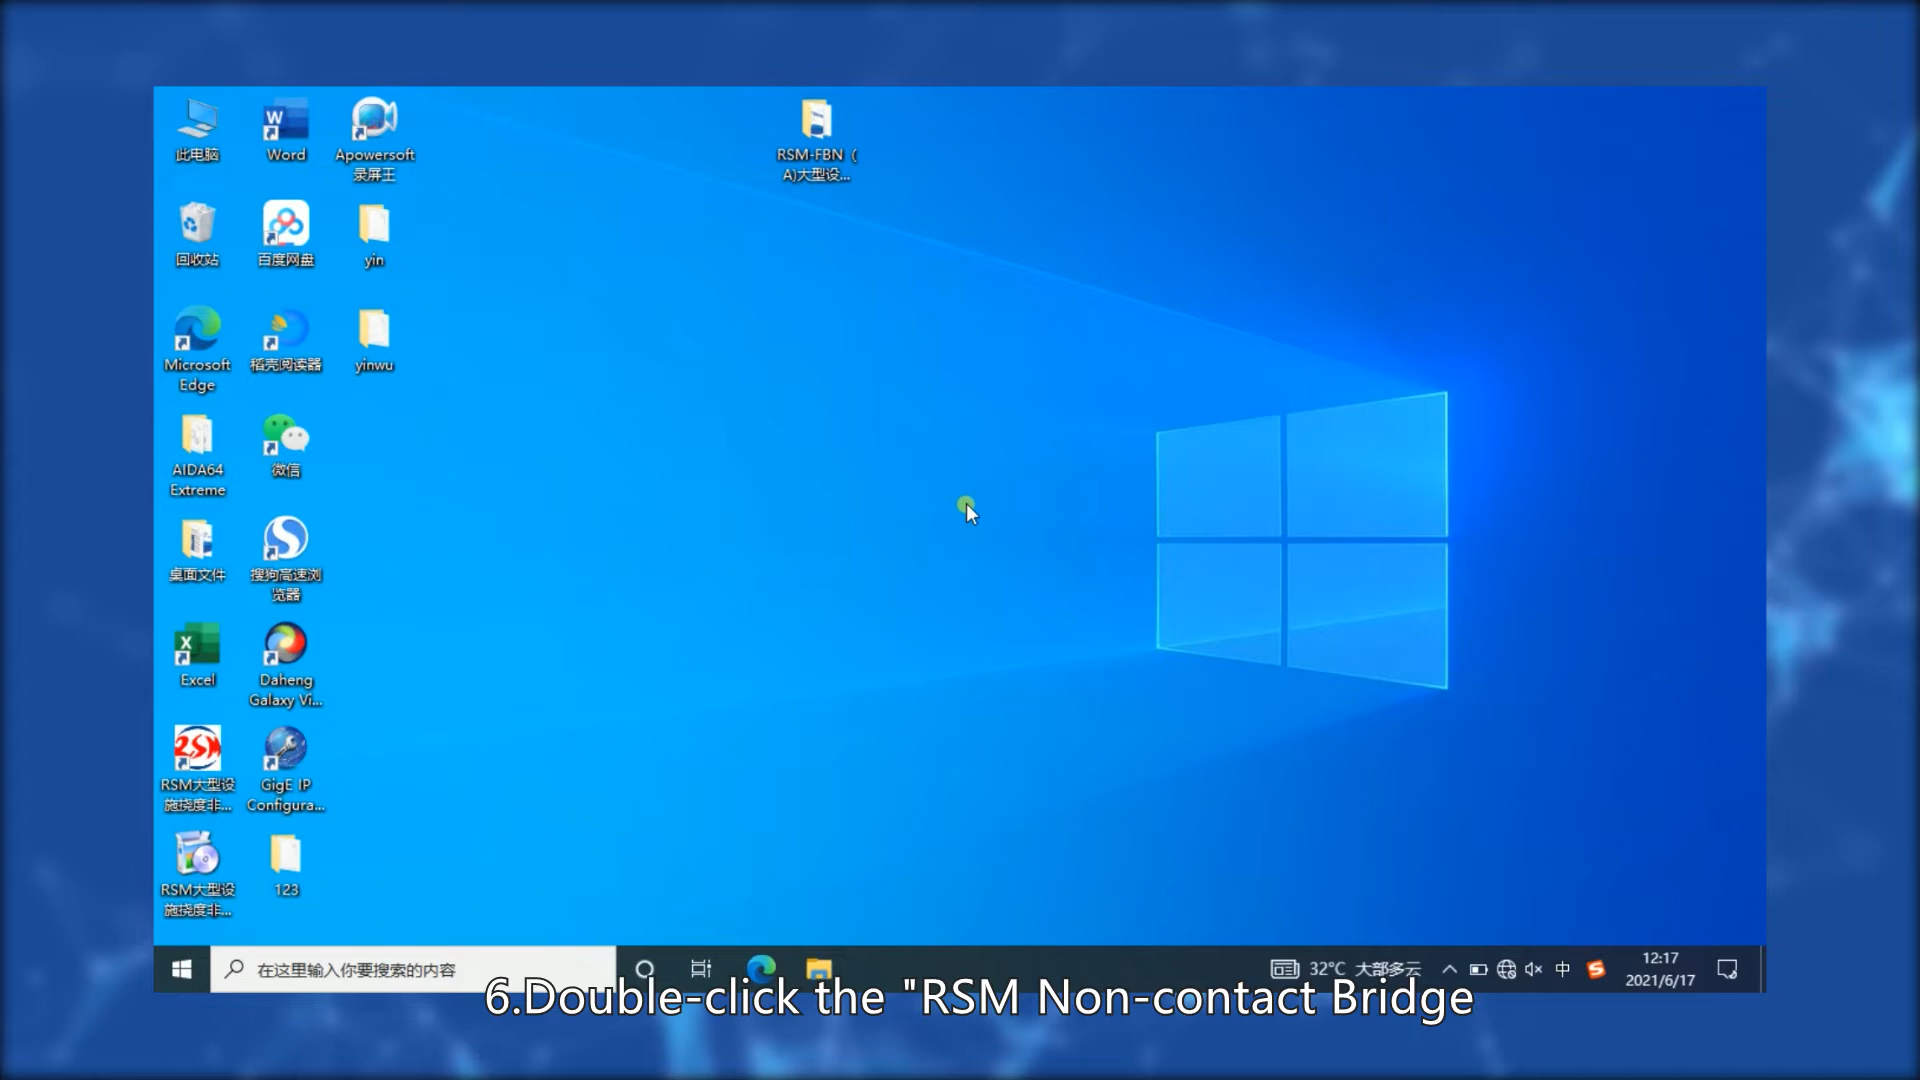 此电脑
Word
Apowersoft
录屏王
RSM-FBN（
A)大型设...
回收站
百度网盘
yin
Microsoft
Edge
稻壳阅读器
yinwu
AIDA64
Extreme
微信
桌面文件
搜狗高速浏
览器
Excel
Daheng
Galaxy Vi...
RSM大型设
施挠度非...
GigE IP
Configura...
RSM大型设
施挠度非...
123
在这里输入你要搜索的内容
32°C 大部多云
中
12:17
2021/6/17
6.Double-click the "RSM Non-contact Bridge